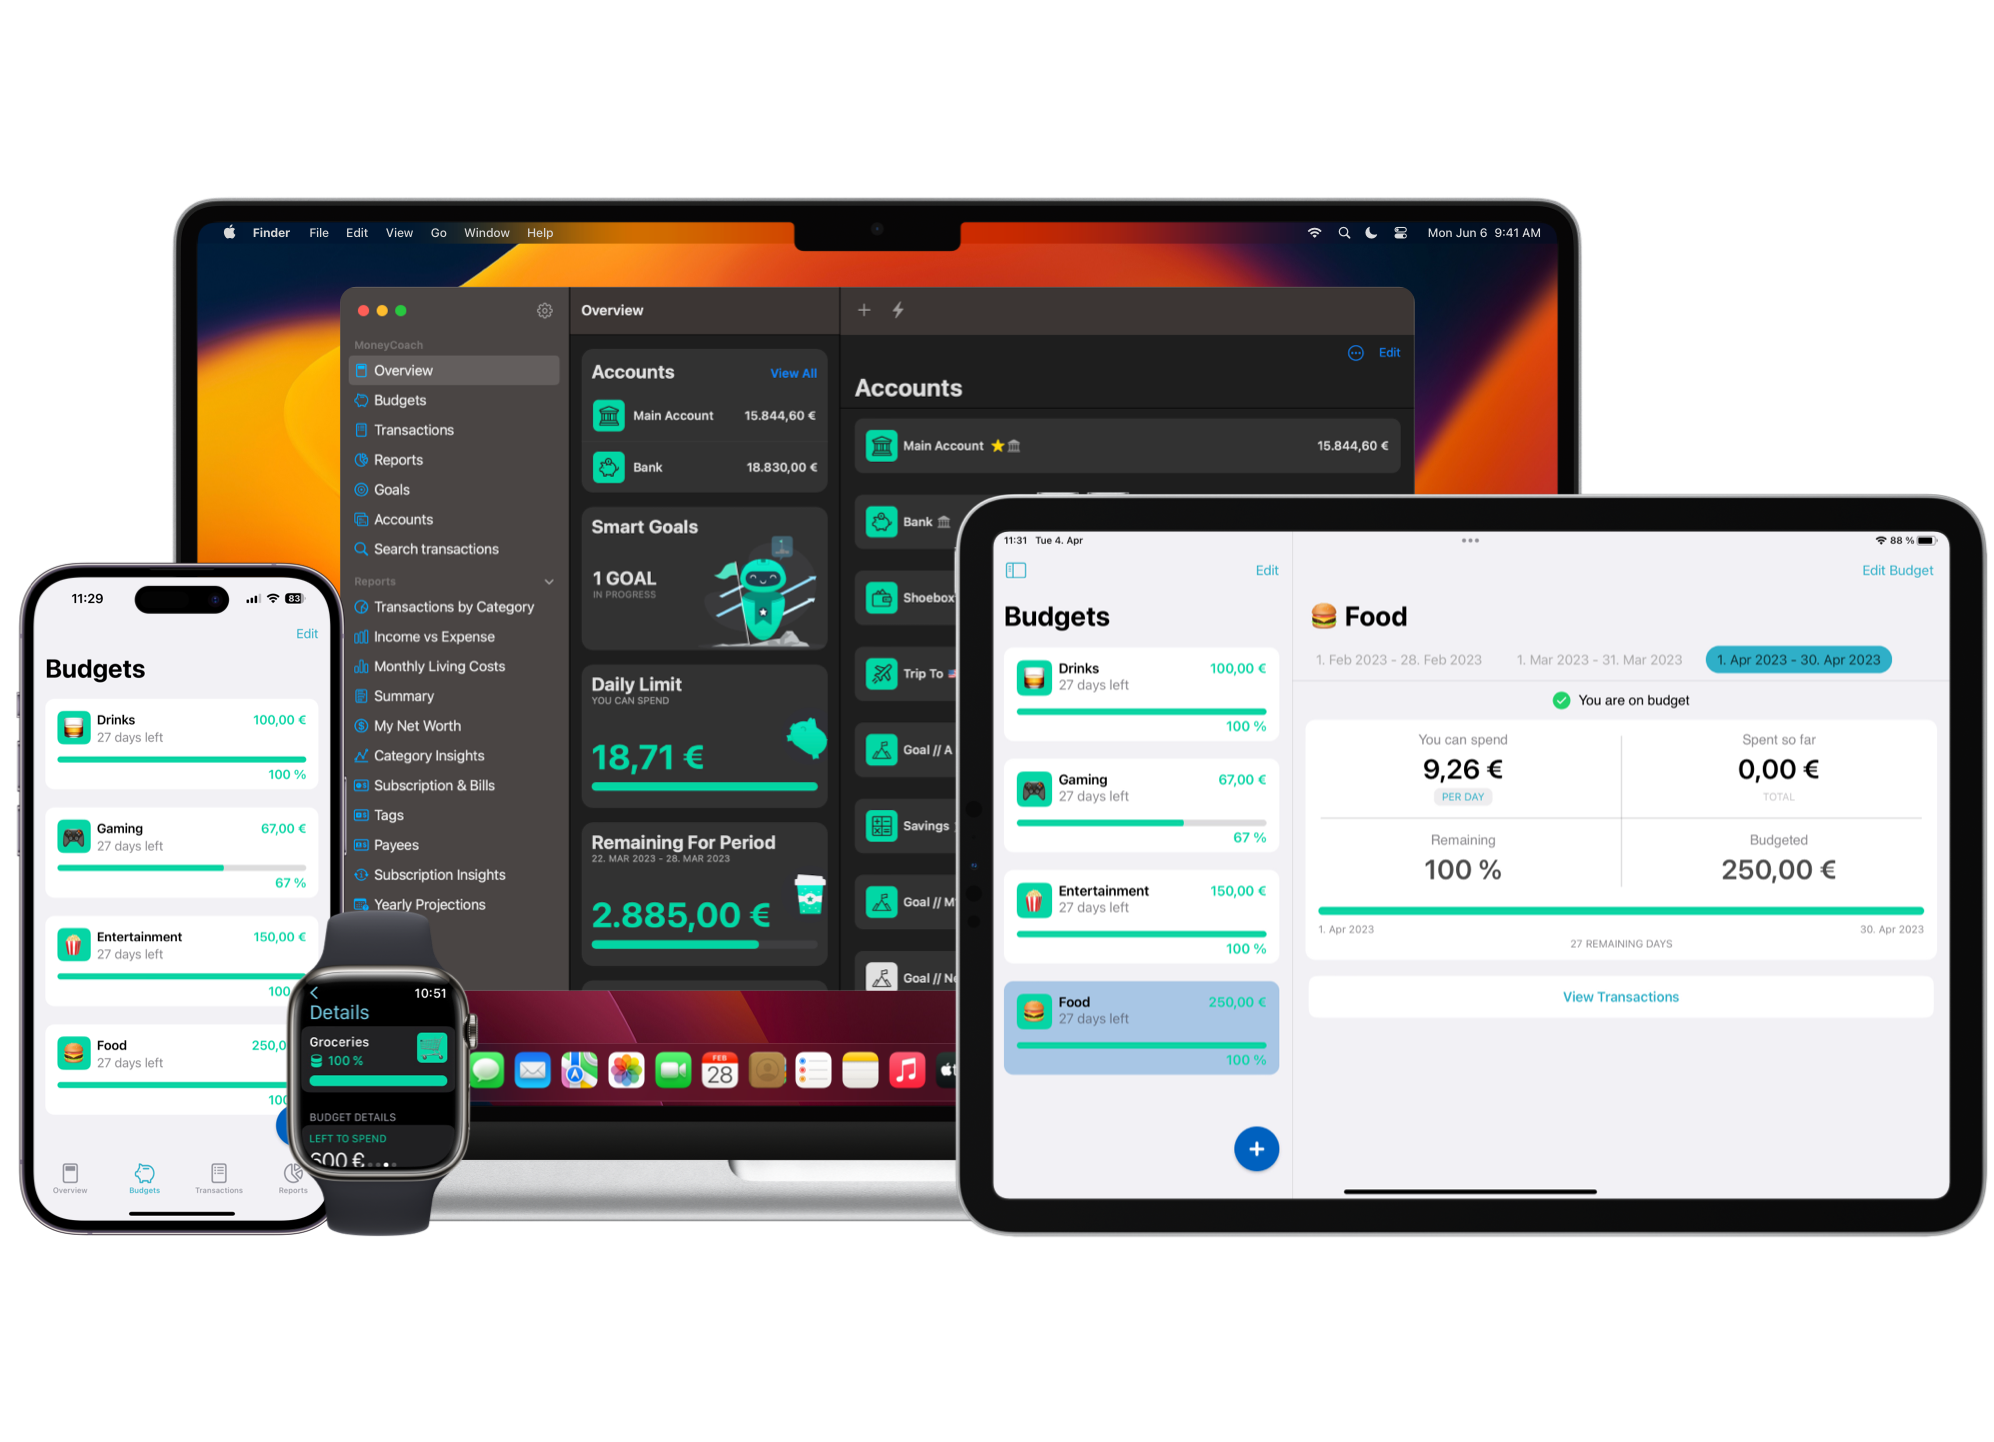 Finder File Edit View Go Window Help
Mon Jun 6 9:41 AM
MoneyCoach
Overview
Budgets
Transactions
Reports
Goals
Accounts
Search transactions
Reports
Transactions by Category
Income vs Expense
Monthly Living Costs
Summary
My Net Worth
Category Insights
Subscription & Bills
Tags
Payees
Subscription Insights
Yearly Projections
Overview
Accounts View All
Main Account 15.844,60 €
Bank 18.830,00 €
Smart Goals
1 GOAL
IN PROGRESS
Daily Limit
YOU CAN SPEND
18,71 €
Remaining For Period
22. MAR 2023 - 28. MAR 2023
2.885,00 €
Edit
Accounts
Main Account 15.844,60 €
Bank
Shoebox
Trip To
Goal // A
Savings
Goal // M
Goal // Ne
FEB
28
11:29 83
Edit
Budgets
Drinks 100,00 €
27 days left
100 %
Gaming 67,00 €
27 days left
67 %
Entertainment 150,00 €
27 days left
100
Food 250,0
27 days left
100
Overview Budgets Transactions Reports
10:51
Details
Groceries
100 %
BUDGET DETAILS
LEFT TO SPEND
600 €
11:31 Tue 4. Apr 88 %
Edit
Budgets
Drinks 100,00 €
27 days left
100 %
Gaming 67,00 €
27 days left
67 %
Entertainment 150,00 €
27 days left
100 %
Food 250,00 €
27 days left
100 %
Edit Budget
Food
1. Feb 2023 - 28. Feb 2023 1. Mar 2023 - 31. Mar 2023 1. Apr 2023 - 30. Apr 2023
You are on budget
You can spend Spent so far
9,26 € 0,00 €
PER DAY TOTAL
Remaining Budgeted
100 % 250,00 €
1. Apr 2023 30. Apr 2023
27 REMAINING DAYS
View Transactions